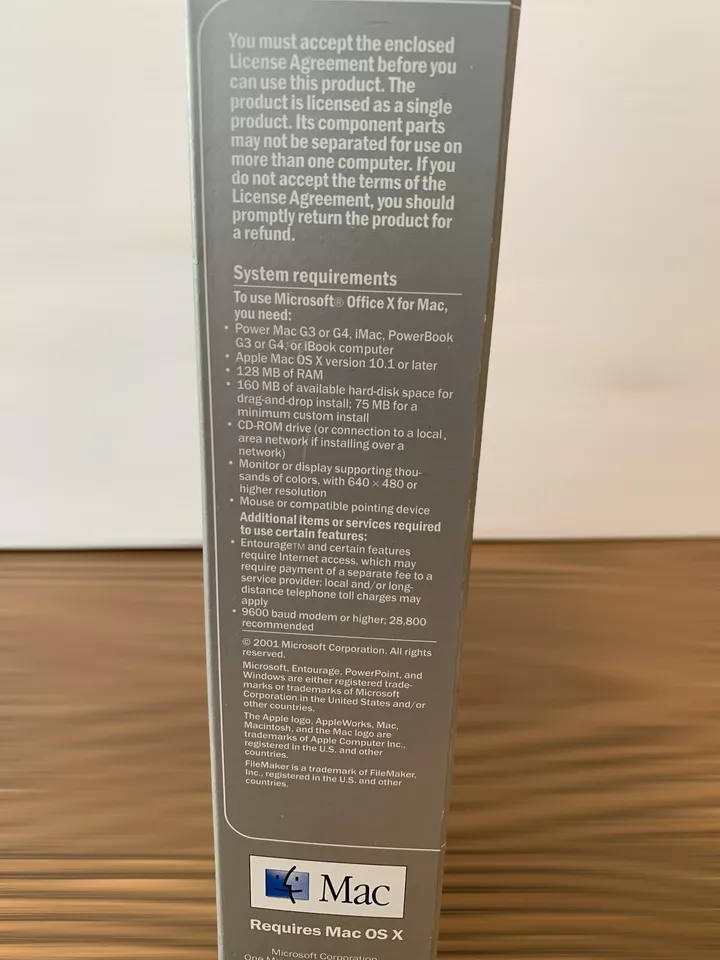 You must accept the enclosed
License Agreement before you
can use this product. The
product is licensed as a single
product. Its component parts
may not be separated for use on
more than one computer. If you
do not accept the terms of the
License Agreement, you should
promptly return the product for
a refund.
System requirements
To use Microsoft® Office X for Mac,
you need:
• Power Mac G3 or G4, iMac, PowerBook
G3 or G4, or iBook computer
• Apple Mac OS X version 10.1 or later
• 128 MB of RAM
• 160 MB of available hard-disk space for
drag-and-drop install; 75 MB for a
minimum custom install
• CD-ROM drive (or connection to a local
area network if installing over a
network)
• Monitor or display supporting thou-
sands of colors, with 640 × 480 or
higher resolution
• Mouse or compatible pointing device
Additional items or services required
to use certain features:
• Entourage™ and certain features
require Internet access, which may
require payment of a separate fee to a
service provider; local and/or long-
distance telephone toll charges may
apply
• 9600 baud modem or higher; 28,800
recommended
© 2001 Microsoft Corporation. All rights
reserved.
Microsoft, Entourage, PowerPoint, and
Windows are either registered trade-
marks or trademarks of Microsoft
Corporation in the United States and/or
other countries.
The Apple logo, AppleWorks, Mac,
Macintosh, and the Mac logo are
trademarks of Apple Computer Inc.,
registered in the U.S. and other
countries.
FileMaker is a trademark of FileMaker,
Inc., registered in the U.S. and other
countries.
Mac
Requires Mac OS X
Microsoft Corporation
One